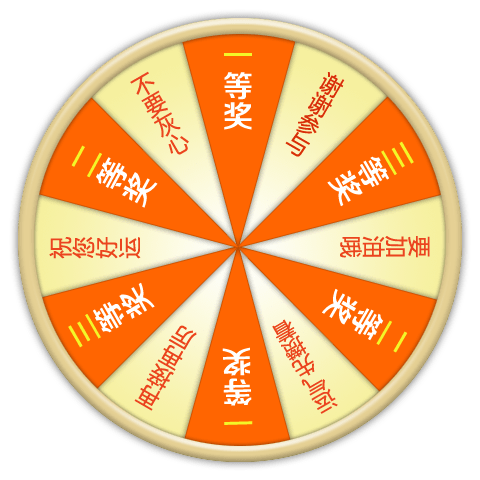 一等奖
谢谢参与
三等奖
要加油哦
二等奖
运气先攒着
一等奖
再接再厉
三等奖
祝您好运
二等奖
不要灰心